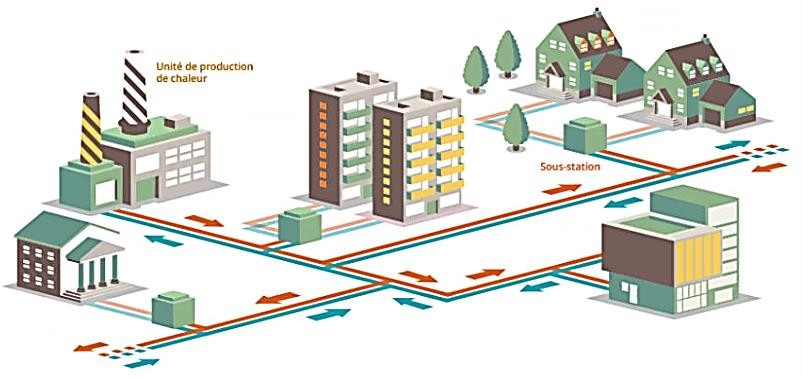 Unité de production
de chaleur
Sous-station